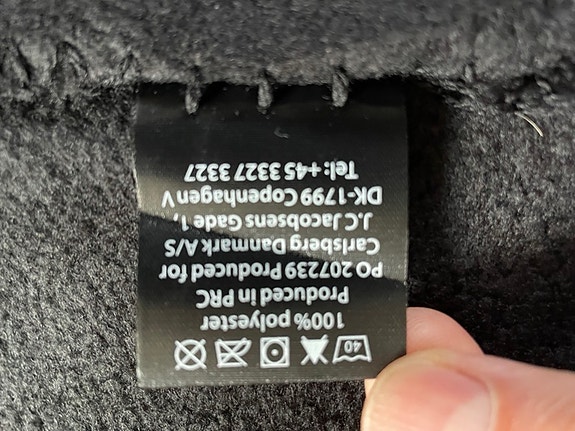 40
100% polyester
Produced in PRC
PO 207239 Produced for
Carlsberg Danmark A/S
J.C Jacobsens Gade 1,
DK-1799 Copenhagen V
Tel: +45 3327 3327